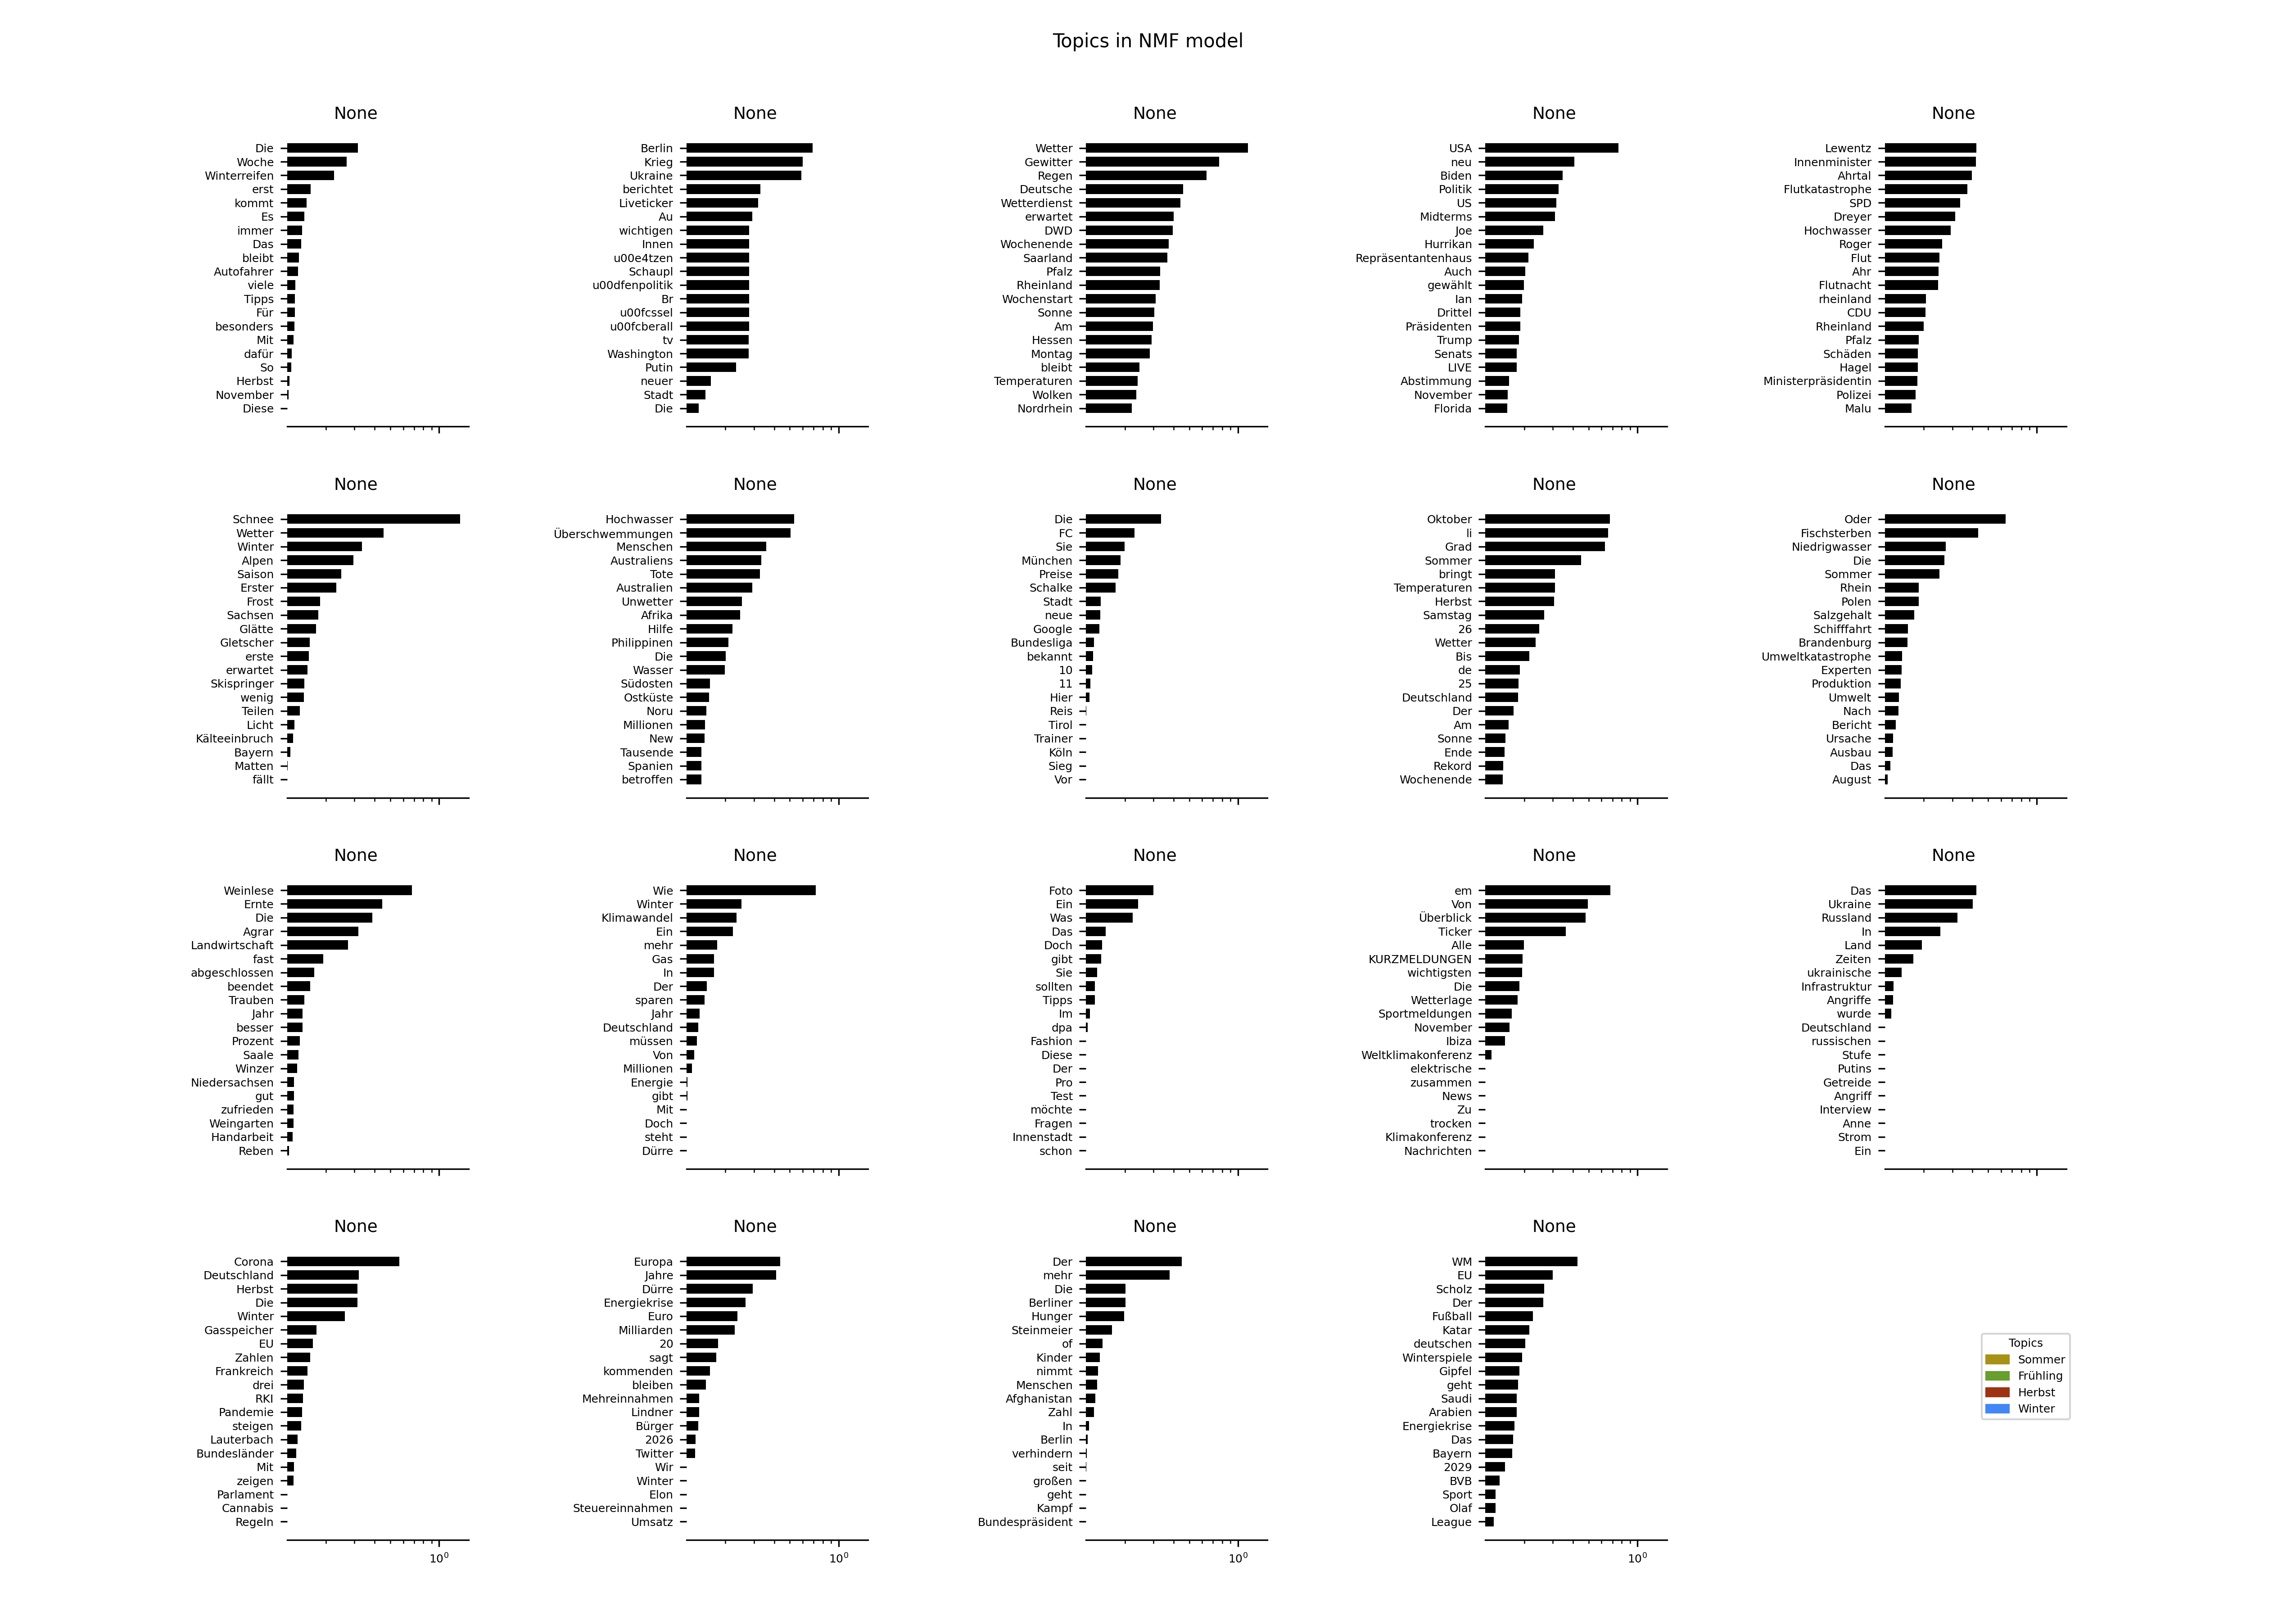 Topics in NMF model
None
Die
Woche
Winterreifen
erst
kommt
Es
immer
Das
bleibt
Autofahrer
viele
Tipps
Für
besonders
Mit
dafür
So
Herbst
November
Diese
None
Berlin
Krieg
Ukraine
berichtet
Liveticker
Au
wichtigen
Innen
u00e4tzen
Schaupl
u00dfenpolitik
Br
u00fcssel
u00fcberall
tv
Washington
Putin
neuer
Stadt
Die
None
Wetter
Gewitter
Regen
Deutsche
Wetterdienst
erwartet
DWD
Wochenende
Saarland
Pfalz
Rheinland
Wochenstart
Sonne
Am
Hessen
Montag
bleibt
Temperaturen
Wolken
Nordrhein
None
USA
neu
Biden
Politik
US
Midterms
Joe
Hurrikan
Repräsentantenhaus
Auch
gewählt
Ian
Drittel
Präsidenten
Trump
Senats
LIVE
Abstimmung
November
Florida
None
Lewentz
Innenminister
Ahrtal
Flutkatastrophe
SPD
Dreyer
Hochwasser
Roger
Flut
Ahr
Flutnacht
rheinland
CDU
Rheinland
Pfalz
Schäden
Hagel
Ministerpräsidentin
Polizei
Malu
None
Schnee
Wetter
Winter
Alpen
Saison
Erster
Frost
Sachsen
Glätte
Gletscher
erste
erwartet
Skispringer
wenig
Teilen
Licht
Kälteeinbruch
Bayern
Matten
fällt
None
Hochwasser
Überschwemmungen
Menschen
Australiens
Tote
Australien
Unwetter
Afrika
Hilfe
Philippinen
Die
Wasser
Südosten
Ostküste
Noru
Millionen
New
Tausende
Spanien
betroffen
None
Die
FC
Sie
München
Preise
Schalke
Stadt
neue
Google
Bundesliga
bekannt
10
11
Hier
Reis
Tirol
Trainer
Köln
Sieg
Vor
None
Oktober
li
Grad
Sommer
bringt
Temperaturen
Herbst
Samstag
26
Wetter
Bis
de
25
Deutschland
Der
Am
Sonne
Ende
Rekord
Wochenende
None
Oder
Fischsterben
Niedrigwasser
Die
Sommer
Rhein
Polen
Salzgehalt
Schifffahrt
Brandenburg
Umweltkatastrophe
Experten
Produktion
Umwelt
Nach
Bericht
Ursache
Ausbau
Das
August
None
Weinlese
Ernte
Die
Agrar
Landwirtschaft
fast
abgeschlossen
beendet
Trauben
Jahr
besser
Prozent
Saale
Winzer
Niedersachsen
gut
zufrieden
Weingarten
Handarbeit
Reben
None
Wie
Winter
Klimawandel
Ein
mehr
Gas
In
Der
sparen
Jahr
Deutschland
müssen
Von
Millionen
Energie
gibt
Mit
Doch
steht
Dürre
None
Foto
Ein
Was
Das
Doch
gibt
Sie
sollten
Tipps
Im
dpa
Fashion
Diese
Der
Pro
Test
möchte
Fragen
Innenstadt
schon
None
em
Von
Überblick
Ticker
Alle
KURZMELDUNGEN
wichtigsten
Die
Wetterlage
Sportmeldungen
November
Ibiza
Weltklimakonferenz
elektrische
zusammen
News
Zu
trocken
Klimakonferenz
Nachrichten
None
Das
Ukraine
Russland
In
Land
Zeiten
ukrainische
Infrastruktur
Angriffe
wurde
Deutschland
russischen
Stufe
Putins
Getreide
Angriff
Interview
Anne
Strom
Ein
None
Corona
Deutschland
Herbst
Die
Winter
Gasspeicher
EU
Zahlen
Frankreich
drei
RKI
Pandemie
steigen
Lauterbach
Bundesländer
Mit
zeigen
Parlament
Cannabis
Regeln
10⁰
None
Europa
Jahre
Dürre
Energiekrise
Euro
Milliarden
20
sagt
kommenden
bleiben
Mehreinnahmen
Lindner
Bürger
2026
Twitter
Wir
Winter
Elon
Steuereinnahmen
Umsatz
10⁰
None
Der
mehr
Die
Berliner
Hunger
Steinmeier
of
Kinder
nimmt
Menschen
Afghanistan
Zahl
In
Berlin
verhindern
seit
großen
geht
Kampf
Bundespräsident
10⁰
None
WM
EU
Scholz
Der
Fußball
Katar
deutschen
Winterspiele
Gipfel
geht
Saudi
Arabien
Energiekrise
Das
Bayern
2029
BVB
Sport
Olaf
League
10⁰
Topics
Sommer
Frühling
Herbst
Winter